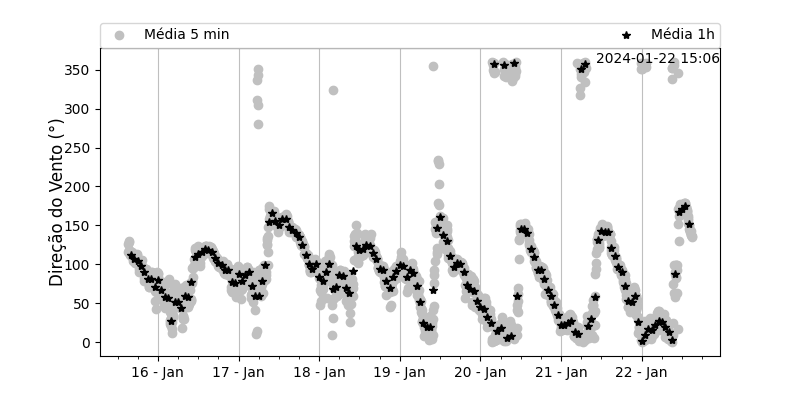 Média 5 min
Média 1h
2024-01-22 15:06
Direção do Vento (°)
350
300
250
200
150
100
50
0
16 - Jan
17 - Jan
18 - Jan
19 - Jan
20 - Jan
21 - Jan
22 - Jan